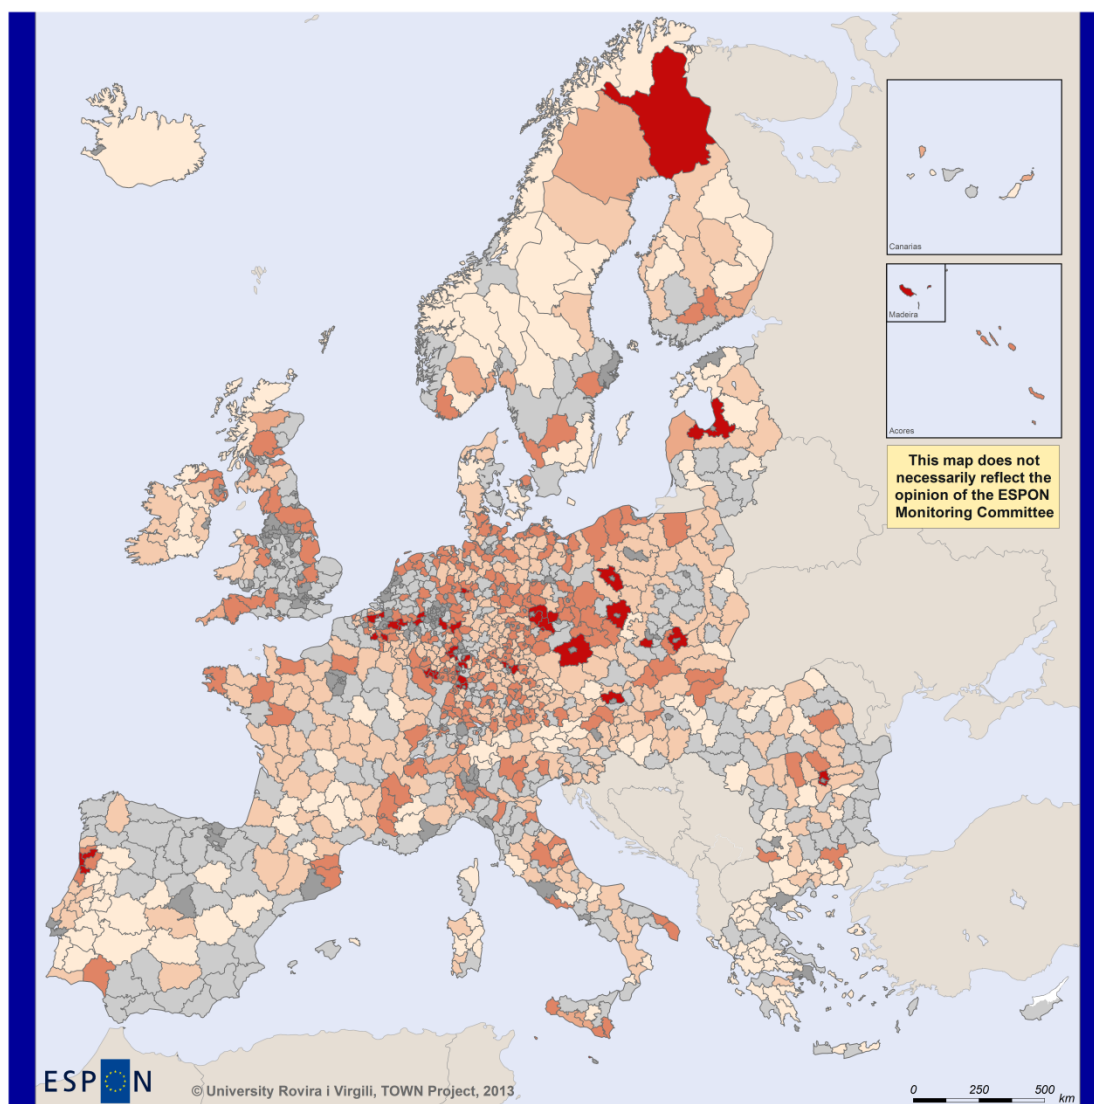 Canarias
Madeira
Acores
This map does not
necessarily reflect the
opinion of the ESPON
Monitoring Committee
ESPON
© University Rovira i Virgili, TOWN Project, 2013
0 250 500
km